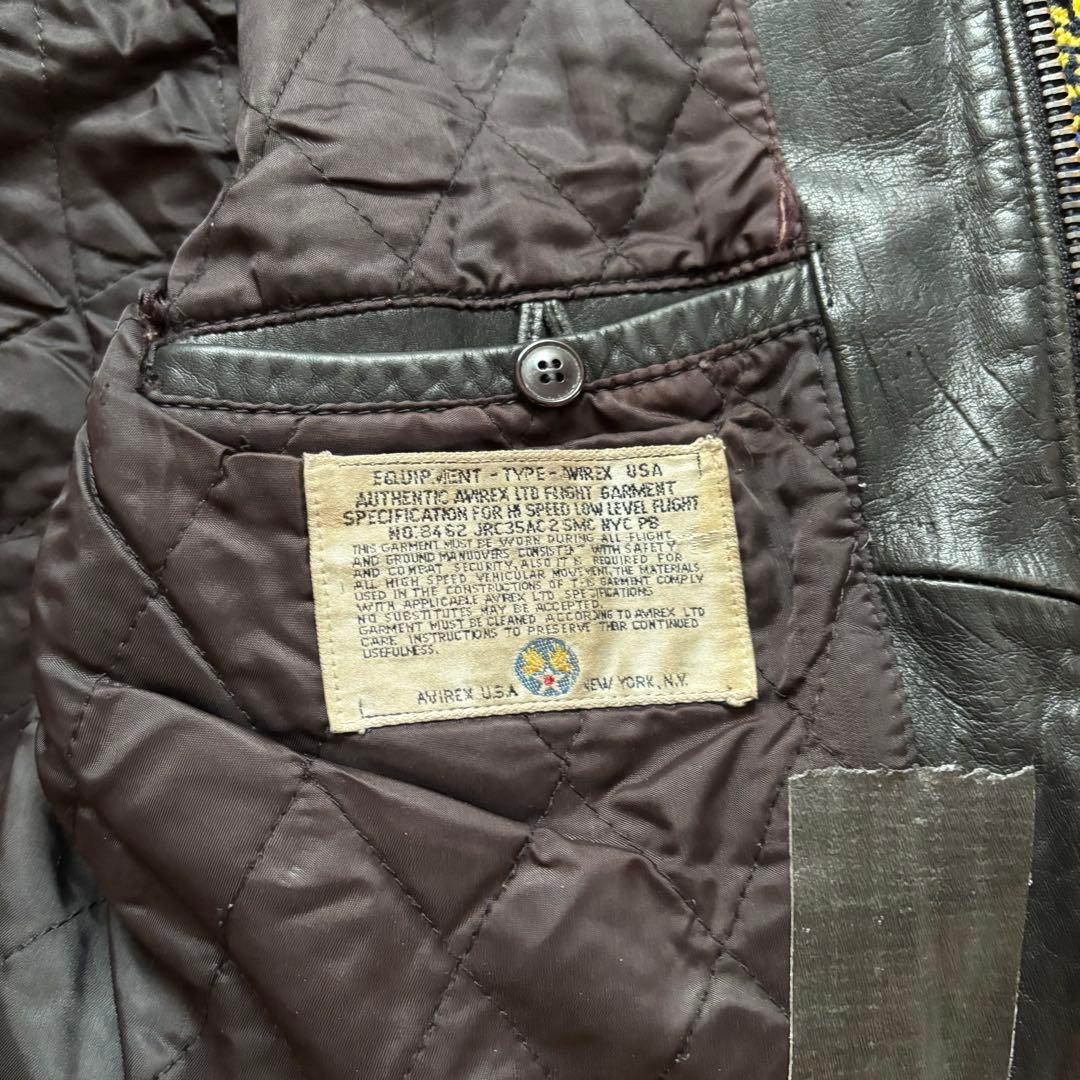 EQUIPMENT - TYPE - AVIREX USA
AUTHENTIC AVIREX LTD FLIGHT GARMENT
SPECIFICATION FOR HI SPEED LOW LEVEL FLIGHT
NO:8462 JRC35AC2 SMC NYC PB
THIS GARMENT MUST BE WORN DURING ALL FLIGHT
AND GROUND MANUOVERS CONSISTENT WITH SAFETY
AND COMBAT SECURITY, ALSO IT IS REQUIRED FOR
ALL HIGH SPEED VEHICULAR MOVEMENT, THE MATERIALS
USED IN THE CONSTRUCTIONS OF THIS GARMENT COMPLY
WITH APPLICABLE AVIREX LTD SPECIFICATIONS
NO SUBSTITUTES MAY BE ACCEPTED.
GARMENT MUST BE CLEANED ACCORDING TO AVIREX LTD
CARE INSTRUCTIONS TO PRESERVE THEIR CONTINUED
USEFULNESS.
AVIREX U.S.A NEW YORK, N.Y.